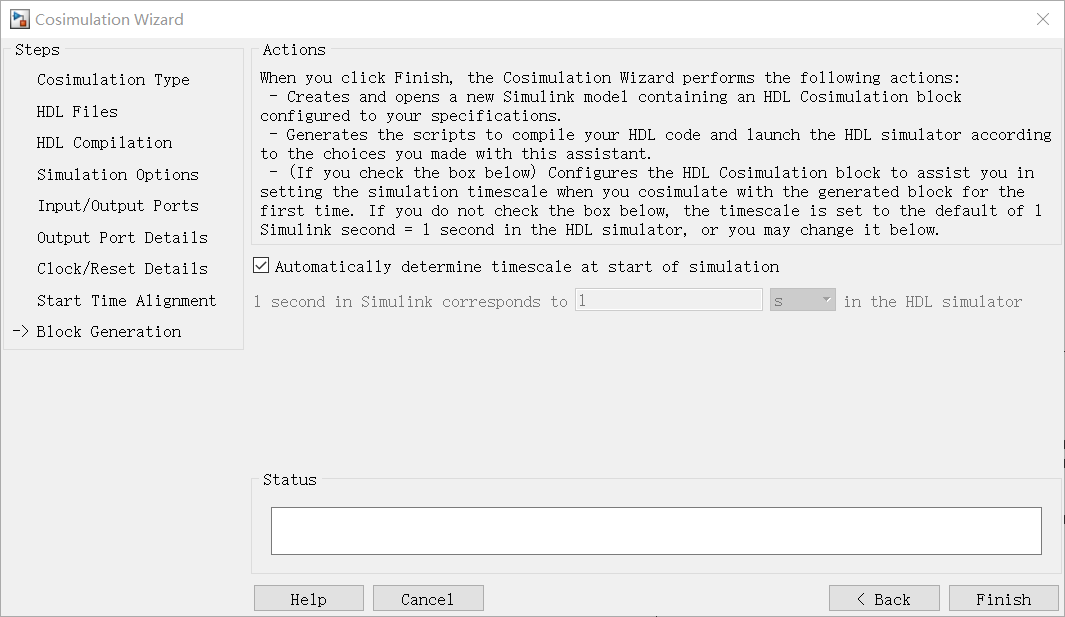 Cosimulation Wizard
Steps
Cosimulation Type
HDL Files
HDL Compilation
Simulation Options
Input/Output Ports
Output Port Details
Clock/Reset Details
Start Time Alignment
-> Block Generation
Actions
When you click Finish, the Cosimulation Wizard performs the following actions:
- Creates and opens a new Simulink model containing an HDL Cosimulation block
configured to your specifications.
- Generates the scripts to compile your HDL code and launch the HDL simulator according
to the choices you made with this assistant.
- (If you check the box below) Configures the HDL Cosimulation block to assist you in
setting the simulation timescale when you cosimulate with the generated block for the
first time. If you do not check the box below, the timescale is set to the default of 1
Simulink second = 1 second in the HDL simulator, or you may change it below.
Automatically determine timescale at start of simulation
1 second in Simulink corresponds to 1 s in the HDL simulator
Status
Help Cancel < Back Finish